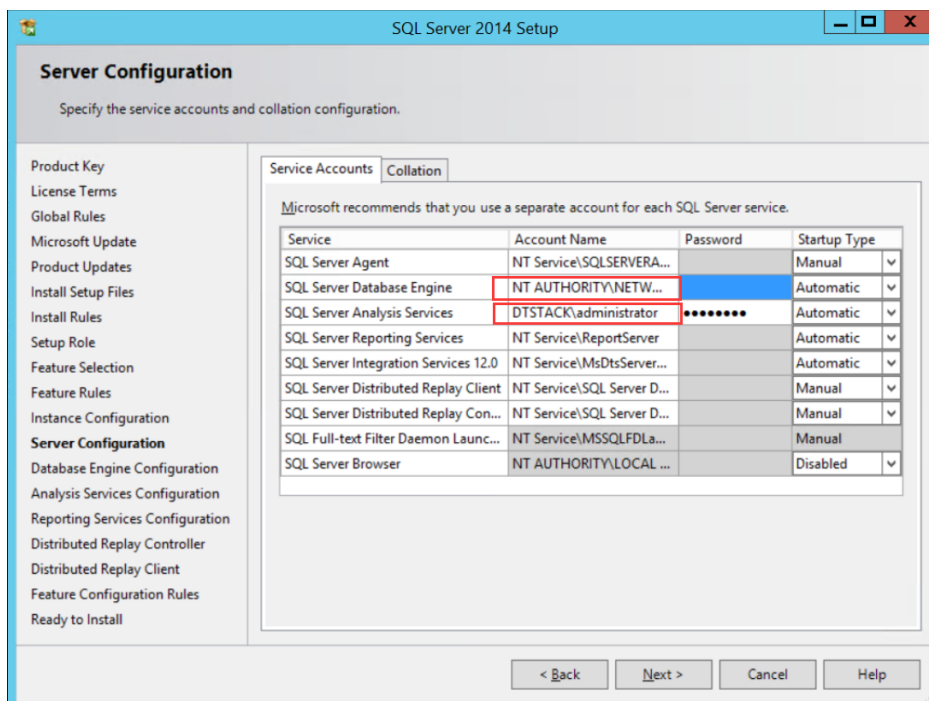 SQL Server 2014 Setup
Server Configuration
Specify the service accounts and collation configuration.
Product Key
License Terms
Global Rules
Microsoft Update
Product Updates
Install Setup Files
Install Rules
Setup Role
Feature Selection
Feature Rules
Instance Configuration
Server Configuration
Database Engine Configuration
Analysis Services Configuration
Reporting Services Configuration
Distributed Replay Controller
Distributed Replay Client
Feature Configuration Rules
Ready to Install
Service Accounts Collation
Microsoft recommends that you use a separate account for each SQL Server service.
Service Account Name Password Startup Type
SQL Server Agent NT Service\SQLSERVERA... Manual
SQL Server Database Engine NT AUTHORITY\NETW... Automatic
SQL Server Analysis Services DTSTACK\administrator ●●●●●●●● Automatic
SQL Server Reporting Services NT Service\ReportServer Automatic
SQL Server Integration Services 12.0 NT Service\MsDtsServer... Automatic
SQL Server Distributed Replay Client NT Service\SQL Server D... Manual
SQL Server Distributed Replay Con... NT Service\SQL Server D... Manual
SQL Full-text Filter Daemon Launc... NT Service\MSSQLFDLa... Manual
SQL Server Browser NT AUTHORITY\LOCAL ... Disabled
< Back Next > Cancel Help